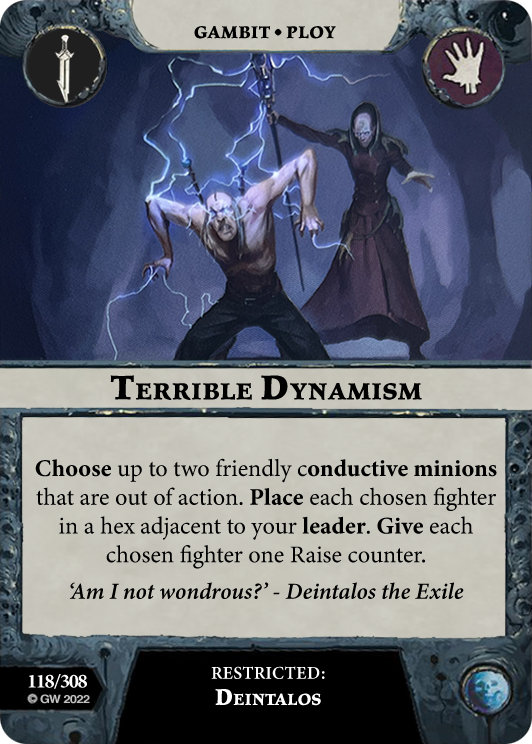 GAMBIT • PLOY
TERRIBLE DYNAMISM
Choose up to two friendly conductive minions
that are out of action. Place each chosen fighter
in a hex adjacent to your leader. Give each
chosen fighter one Raise counter.
‘Am I not wondrous?’ - Deintalos the Exile
118/308
© GW 2022
RESTRICTED:
DEINTALOS